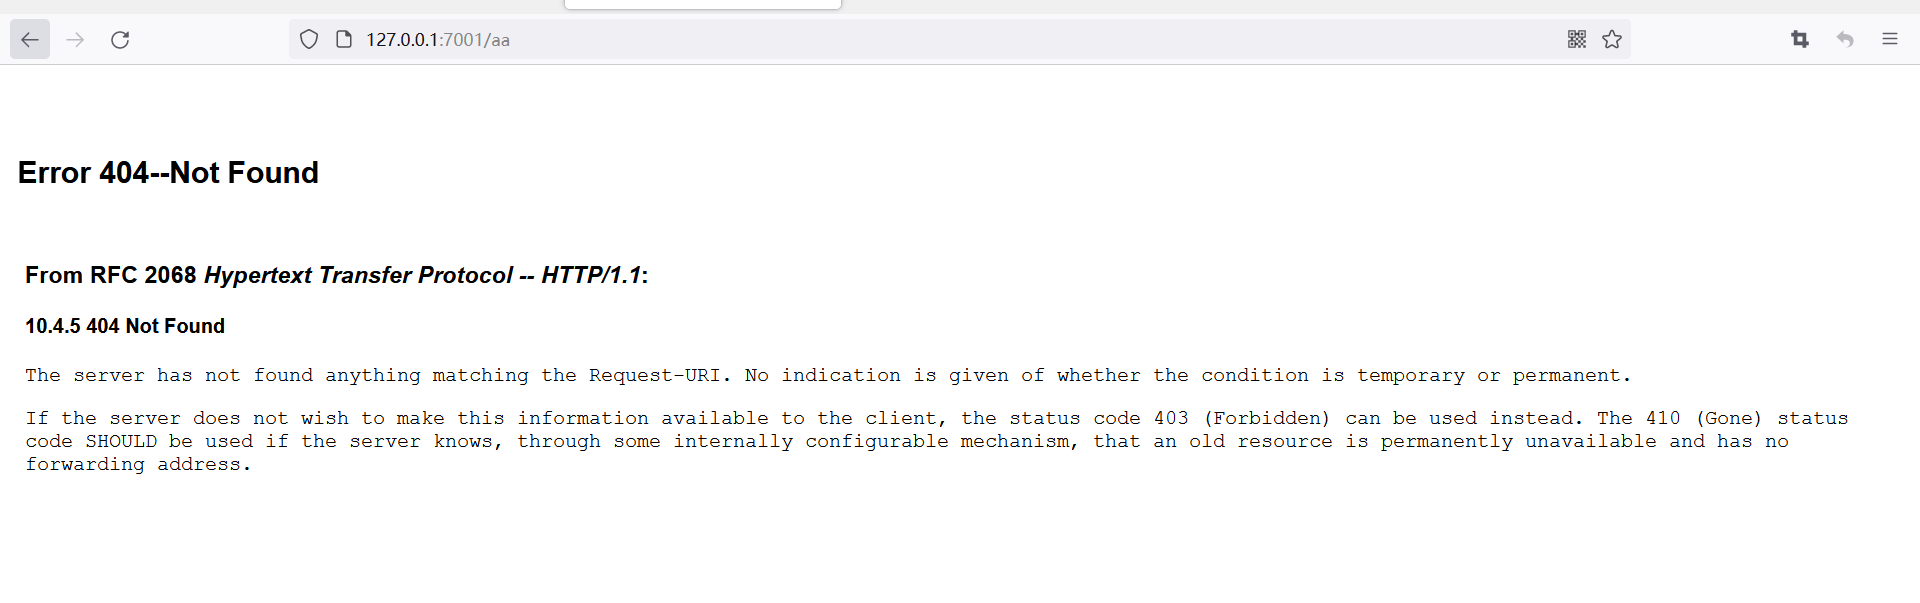 127.0.0.1:7001/aa
Error 404--Not Found
From RFC 2068 Hypertext Transfer Protocol -- HTTP/1.1:
10.4.5 404 Not Found
The server has not found anything matching the Request-URI. No indication is given of whether the condition is temporary or permanent.
If the server does not wish to make this information available to the client, the status code 403 (Forbidden) can be used instead. The 410 (Gone) status
code SHOULD be used if the server knows, through some internally configurable mechanism, that an old resource is permanently unavailable and has no
forwarding address.